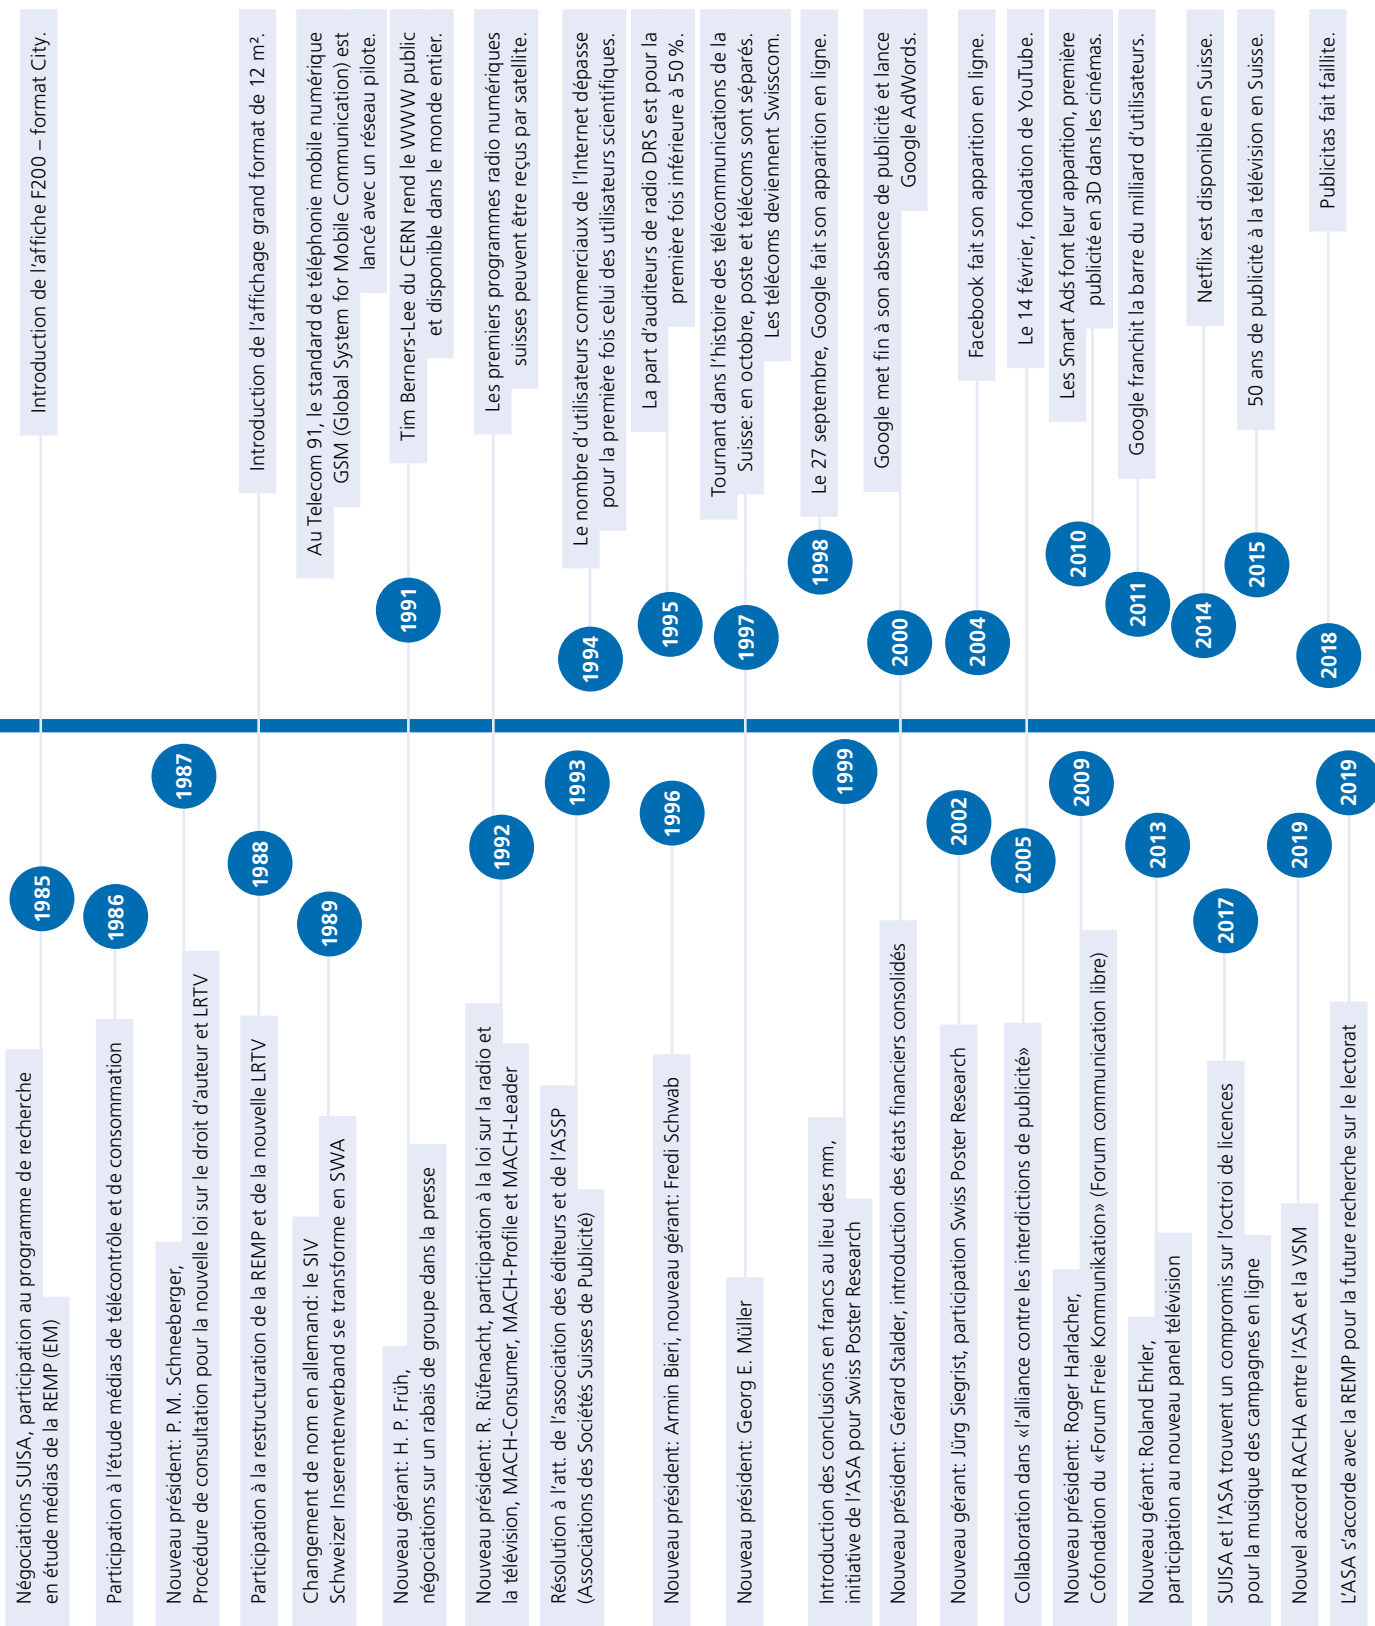 Introduction de l'affiche F200 – format City.
1985
Négociations SUISA, participation au programme de recherche
en étude médias de la REMP (EM)
1986
Participation à l'étude médias de télécontrôle et de consommation
1987
Nouveau président: P. M. Schneeberger,
Procédure de consultation pour la nouvelle loi sur le droit d'auteur et LRTV
Introduction de l'affichage grand format de 12 m².
1988
Participation à la restructuration de la REMP et de la nouvelle LRTV
1989
Changement de nom en allemand: le SIV
Schweizer Inserentenverband se transforme en SWA
Au Telecom 91, le standard de téléphonie mobile numérique
GSM (Global System for Mobile Communication) est
lancé avec un réseau pilote.
Tim Berners-Lee du CERN rend le WWW public
et disponible dans le monde entier.
1991
Nouveau gérant: H. P. Früh,
négociations sur un rabais de groupe dans la presse
Les premiers programmes radio numériques
suisses peuvent être reçus par satellite.
1992
Nouveau président: R. Rüfenacht, participation à la loi sur la radio et
la télévision, MACH-Consumer, MACH-Profile et MACH-Leader
1993
Résolution à l'att. de l'association des éditeurs et de l'ASSP
(Associations des Sociétés Suisses de Publicité)
Le nombre d'utilisateurs commerciaux de l'Internet dépasse
pour la première fois celui des utilisateurs scientifiques.
1994
La part d'auditeurs de radio DRS est pour la
première fois inférieure à 50%.
1995
1996
Nouveau président: Armin Bieri, nouveau gérant: Fredi Schwab
Tournant dans l'histoire des télécommunications de la
Suisse: en octobre, poste et télécoms sont séparés.
Les télécoms deviennent Swisscom.
1997
Nouveau président: Georg E. Müller
Le 27 septembre, Google fait son apparition en ligne.
1998
1999
Introduction des conclusions en francs au lieu des mm,
initiative de l'ASA pour Swiss Poster Research
Google met fin à son absence de publicité et lance
Google AdWords.
2000
Nouveau président: Gérard Stalder, introduction des états financiers consolidés
2002
Nouveau gérant: Jürg Siegrist, participation Swiss Poster Research
Facebook fait son apparition en ligne.
2004
Le 14 février, fondation de YouTube.
2005
Collaboration dans «l'alliance contre les interdictions de publicité»
2009
Nouveau président: Roger Harlacher,
Cofondation du «Forum Freie Kommunikation» (Forum communication libre)
Les Smart Ads font leur apparition, première
publicité en 3D dans les cinémas.
2010
Google franchit la barre du milliard d'utilisateurs.
2011
2013
Nouveau gérant: Roland Ehrler,
participation au nouveau panel télévision
Netflix est disponible en Suisse.
2014
50 ans de publicité à la télévision en Suisse.
2015
2017
SUISA et l'ASA trouvent un compromis sur l'octroi de licences
pour la musique des campagnes en ligne
Publicitas fait faillite.
2018
2019
Nouvel accord RACHA entre l'ASA et la VSM
2019
L'ASA s'accorde avec la REMP pour la future recherche sur le lectorat